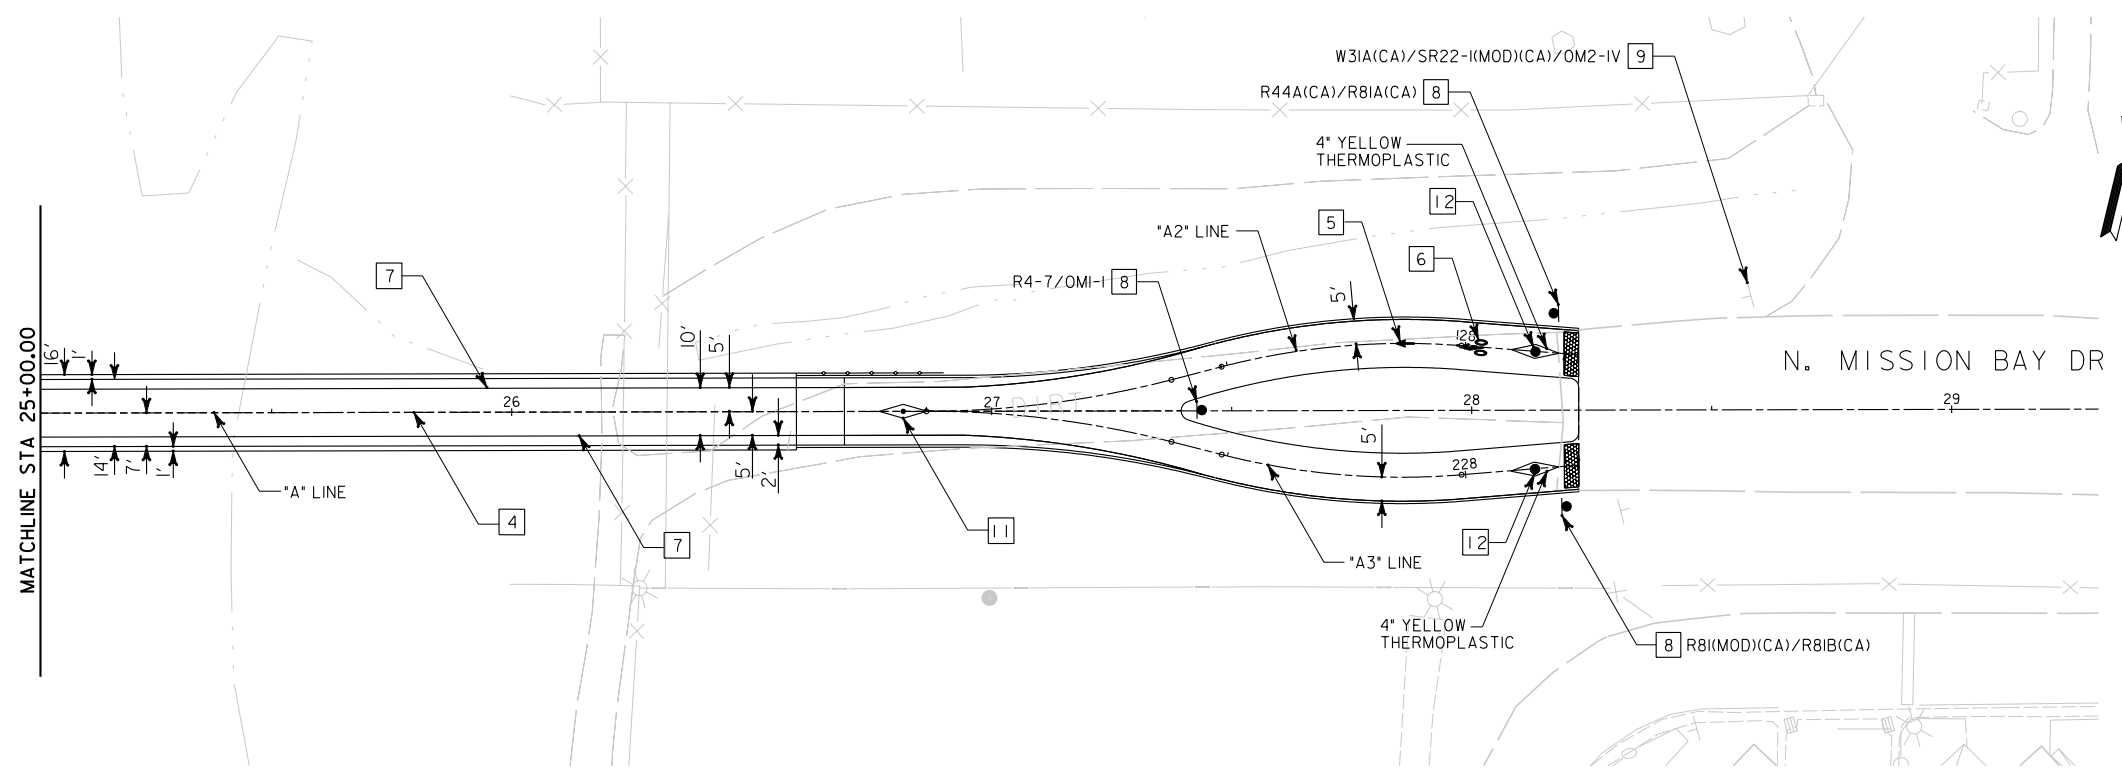 W31A(CA)/SR22-1(MOD)(CA)/OM2-1V 9
R44A(CA)/R81A(CA) 8
4" YELLOW
THERMOPLASTIC
12
5
"A2" LINE
6
7
R4-7/OM1-1 8
5'
MATCHLINE STA 25+00.00
16'
1'
10'
5'
128
N. MISSION BAY DR
26
27
DIRT
28
29
14'
7'
1'
5'
2'
5'
228
"A" LINE
4
7
11
"A3" LINE
12
4" YELLOW
THERMOPLASTIC
8 R81(MOD)(CA)/R81B(CA)